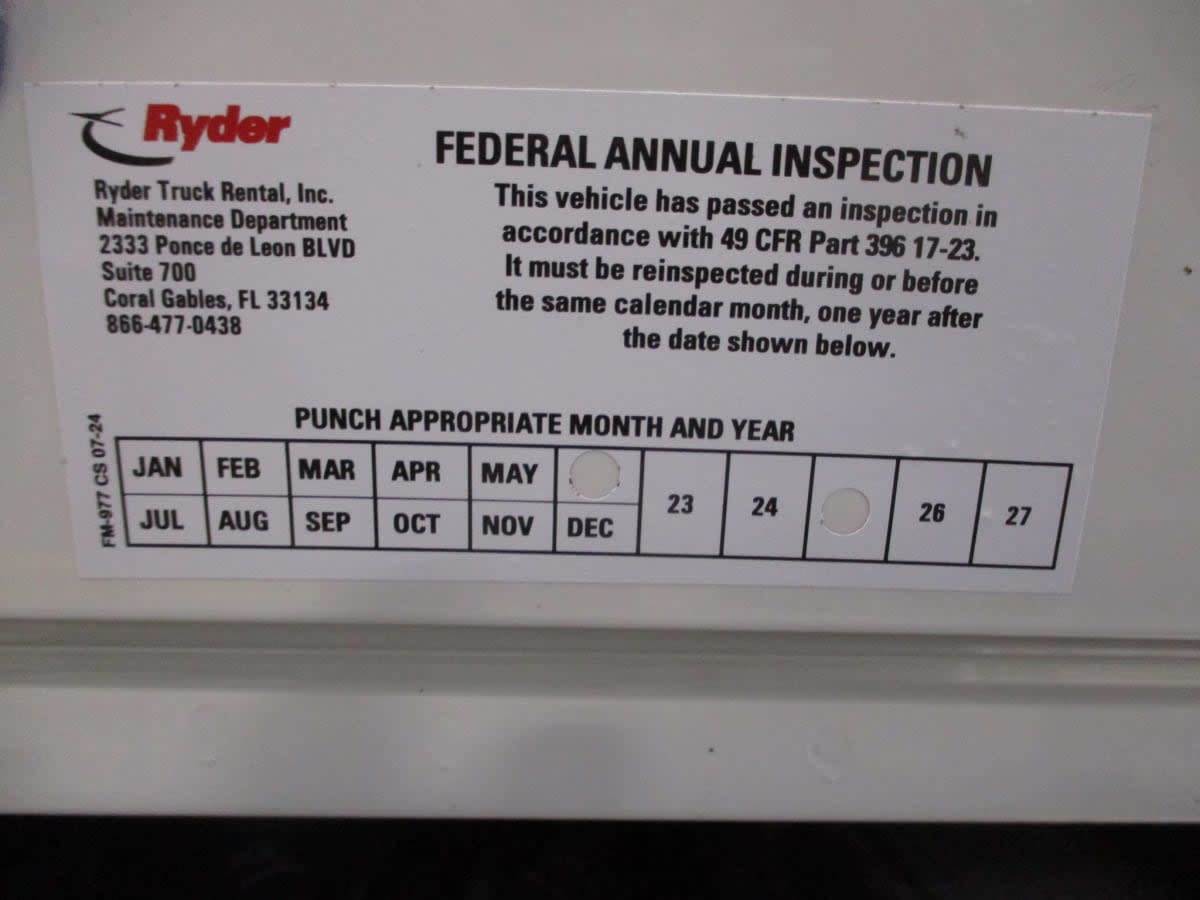 Ryder
Ryder Truck Rental, Inc.
Maintenance Department
2333 Ponce de Leon BLVD
Suite 700
Coral Gables, FL 33134
866-477-0438
FEDERAL ANNUAL INSPECTION
This vehicle has passed an inspection in
accordance with 49 CFR Part 396 17-23.
It must be reinspected during or before
the same calendar month, one year after
the date shown below.
PUNCH APPROPRIATE MONTH AND YEAR
FM-977 CS 07-24
JAN FEB MAR APR MAY
JUL AUG SEP OCT NOV DEC
23 24 26 27